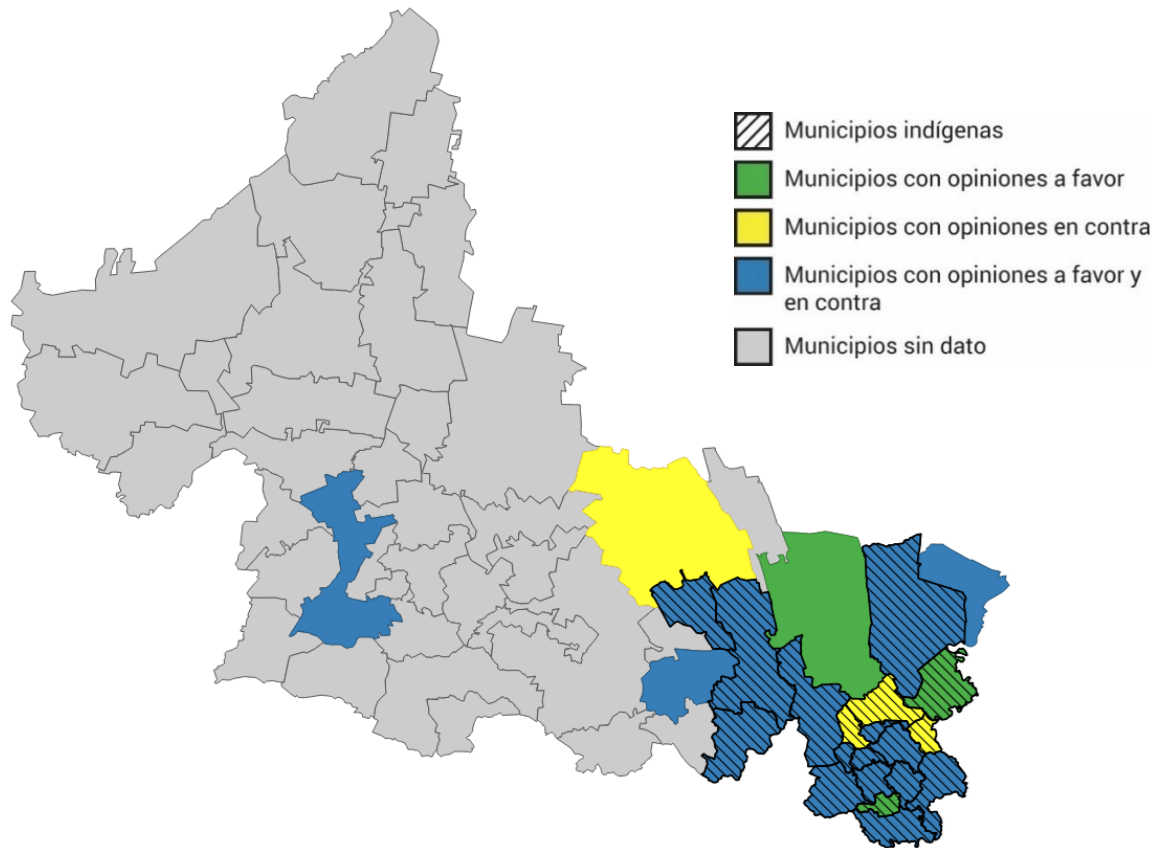 Municipios indígenas
Municipios con opiniones a favor
Municipios con opiniones en contra
Municipios con opiniones a favor y
en contra
Municipios sin dato